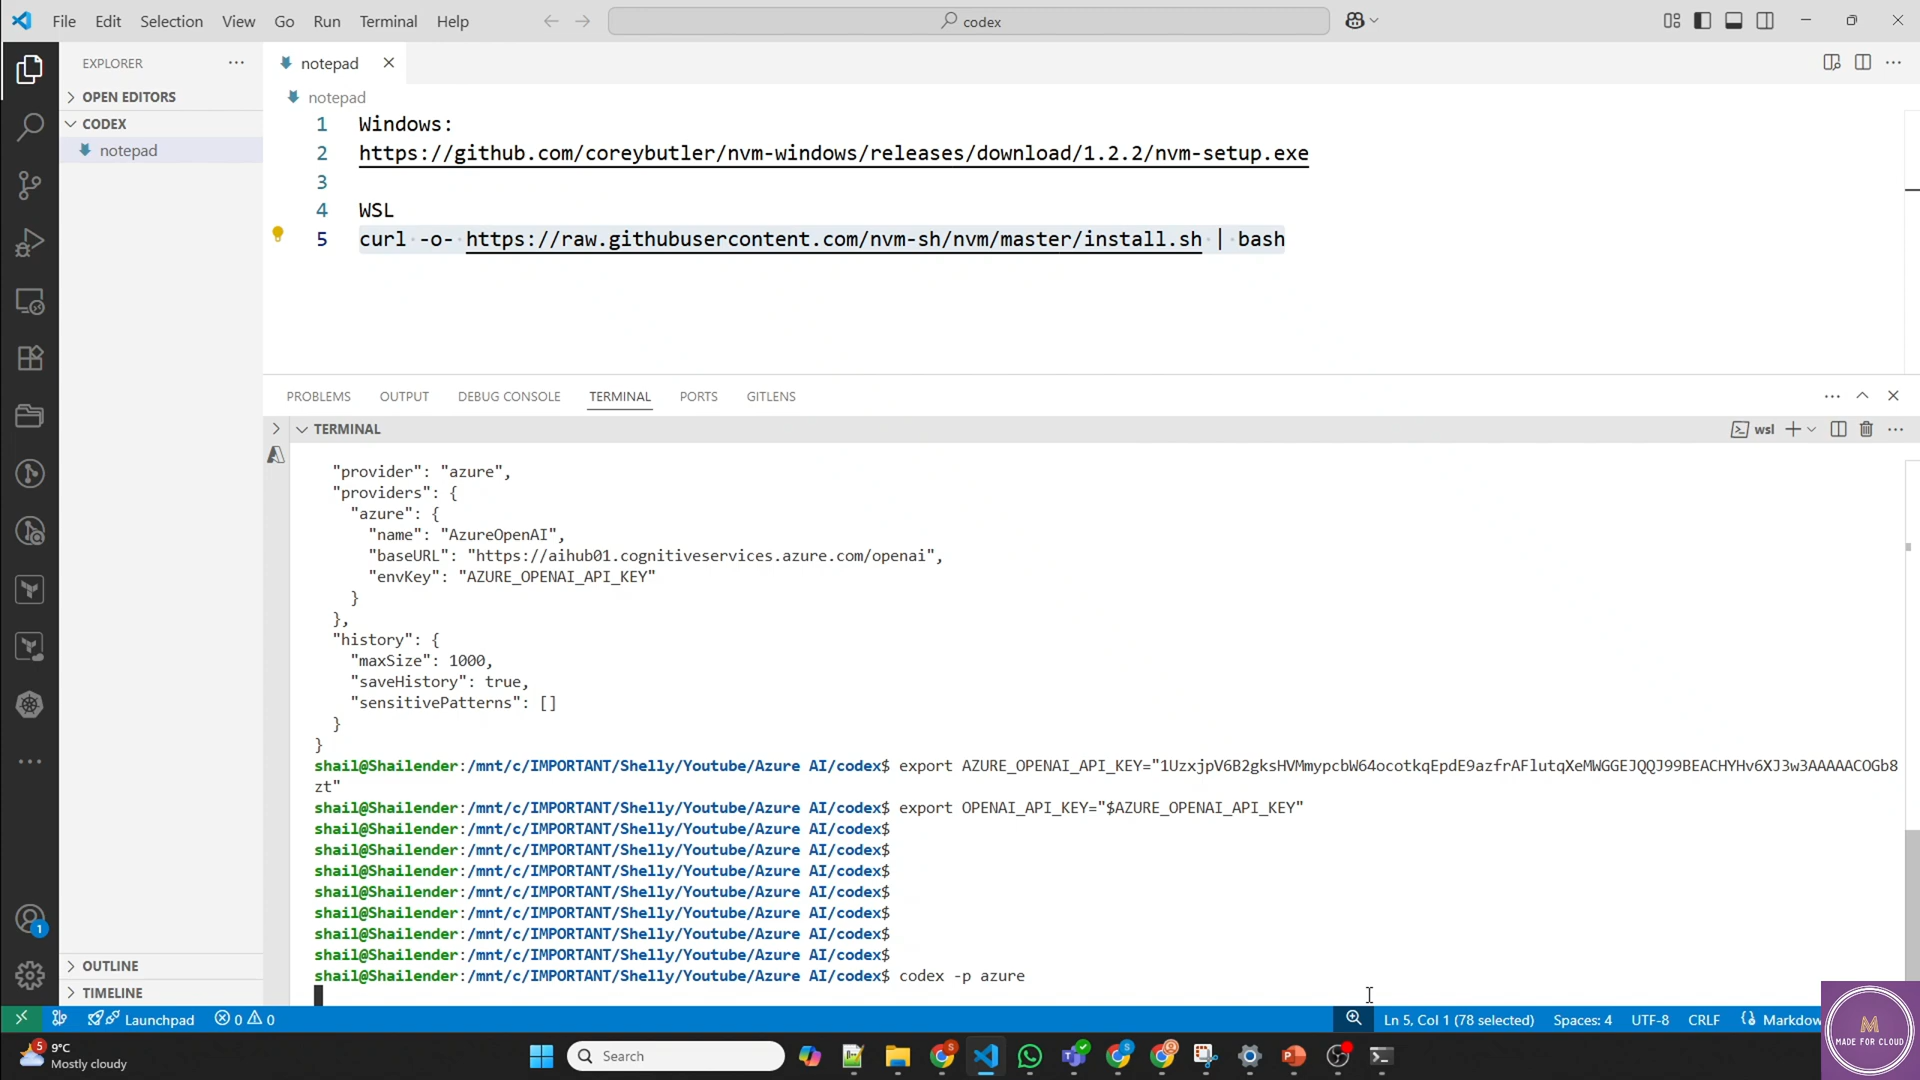 File Edit Selection View Go Run Terminal Help
codex
EXPLORER
OPEN EDITORS
CODEX
notepad
OUTLINE
TIMELINE
notepad
notepad
1 Windows:
2 https://github.com/coreybutler/nvm-windows/releases/download/1.2.2/nvm-setup.exe
3
4 WSL
5 curl -o- https://raw.githubusercontent.com/nvm-sh/nvm/master/install.sh | bash
PROBLEMS OUTPUT DEBUG CONSOLE TERMINAL PORTS GITLENS
TERMINAL
wsl
"provider": "azure",
"providers": {
"azure": {
"name": "AzureOpenAI",
"baseURL": "https://aihub01.cognitiveservices.azure.com/openai",
"envKey": "AZURE_OPENAI_API_KEY"
}
},
"history": {
"maxSize": 1000,
"saveHistory": true,
"sensitivePatterns": []
}
}
shail@Shailender:/mnt/c/IMPORTANT/Shelly/Youtube/Azure AI/codex$ export AZURE_OPENAI_API_KEY="1UzxjpV6B2gksHVMmypcbW64ocotkqEpdE9azfrAFlutqXeMWGGEJQQJ99BEACHYHv6XJ3w3AAAAACOGb8
zt"
shail@Shailender:/mnt/c/IMPORTANT/Shelly/Youtube/Azure AI/codex$ export OPENAI_API_KEY="$AZURE_OPENAI_API_KEY"
shail@Shailender:/mnt/c/IMPORTANT/Shelly/Youtube/Azure AI/codex$
shail@Shailender:/mnt/c/IMPORTANT/Shelly/Youtube/Azure AI/codex$
shail@Shailender:/mnt/c/IMPORTANT/Shelly/Youtube/Azure AI/codex$
shail@Shailender:/mnt/c/IMPORTANT/Shelly/Youtube/Azure AI/codex$
shail@Shailender:/mnt/c/IMPORTANT/Shelly/Youtube/Azure AI/codex$
shail@Shailender:/mnt/c/IMPORTANT/Shelly/Youtube/Azure AI/codex$
shail@Shailender:/mnt/c/IMPORTANT/Shelly/Youtube/Azure AI/codex$
shail@Shailender:/mnt/c/IMPORTANT/Shelly/Youtube/Azure AI/codex$ codex -p azure
1
Launchpad 0 0 Ln 5, Col 1 (78 selected) Spaces: 4 UTF-8 CRLF Markdow
5
9°C
Mostly cloudy
Search
M
MADE FOR CLOUD